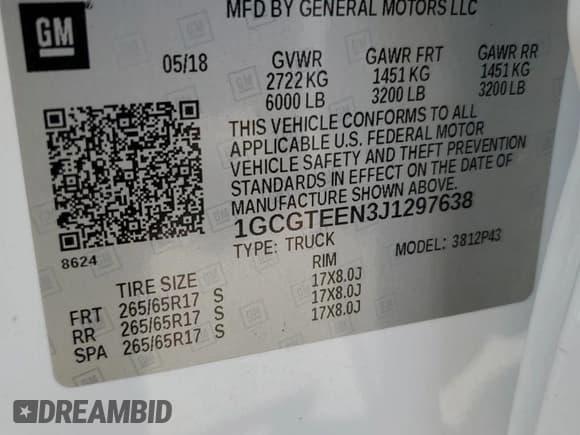 GM
MFD BY GENERAL MOTORS LLC
05/18 GVWR GAWR FRT GAWR RR
2722 KG 1451 KG 1451 KG
6000 LB 3200 LB 3200 LB
THIS VEHICLE CONFORMS TO ALL
APPLICABLE U.S. FEDERAL MOTOR
VEHICLE SAFETY AND THEFT PREVENTION
STANDARDS IN EFFECT ON THE DATE OF
MANUFACTURE SHOWN ABOVE.
1GCGTEEN3J1297638
8624 TYPE: TRUCK MODEL: 3812P43
TIRE SIZE RIM
FRT 265/65R17 S 17X8.0J
RR 265/65R17 S 17X8.0J
SPA 265/65R17 S 17X8.0J
DREAMBID